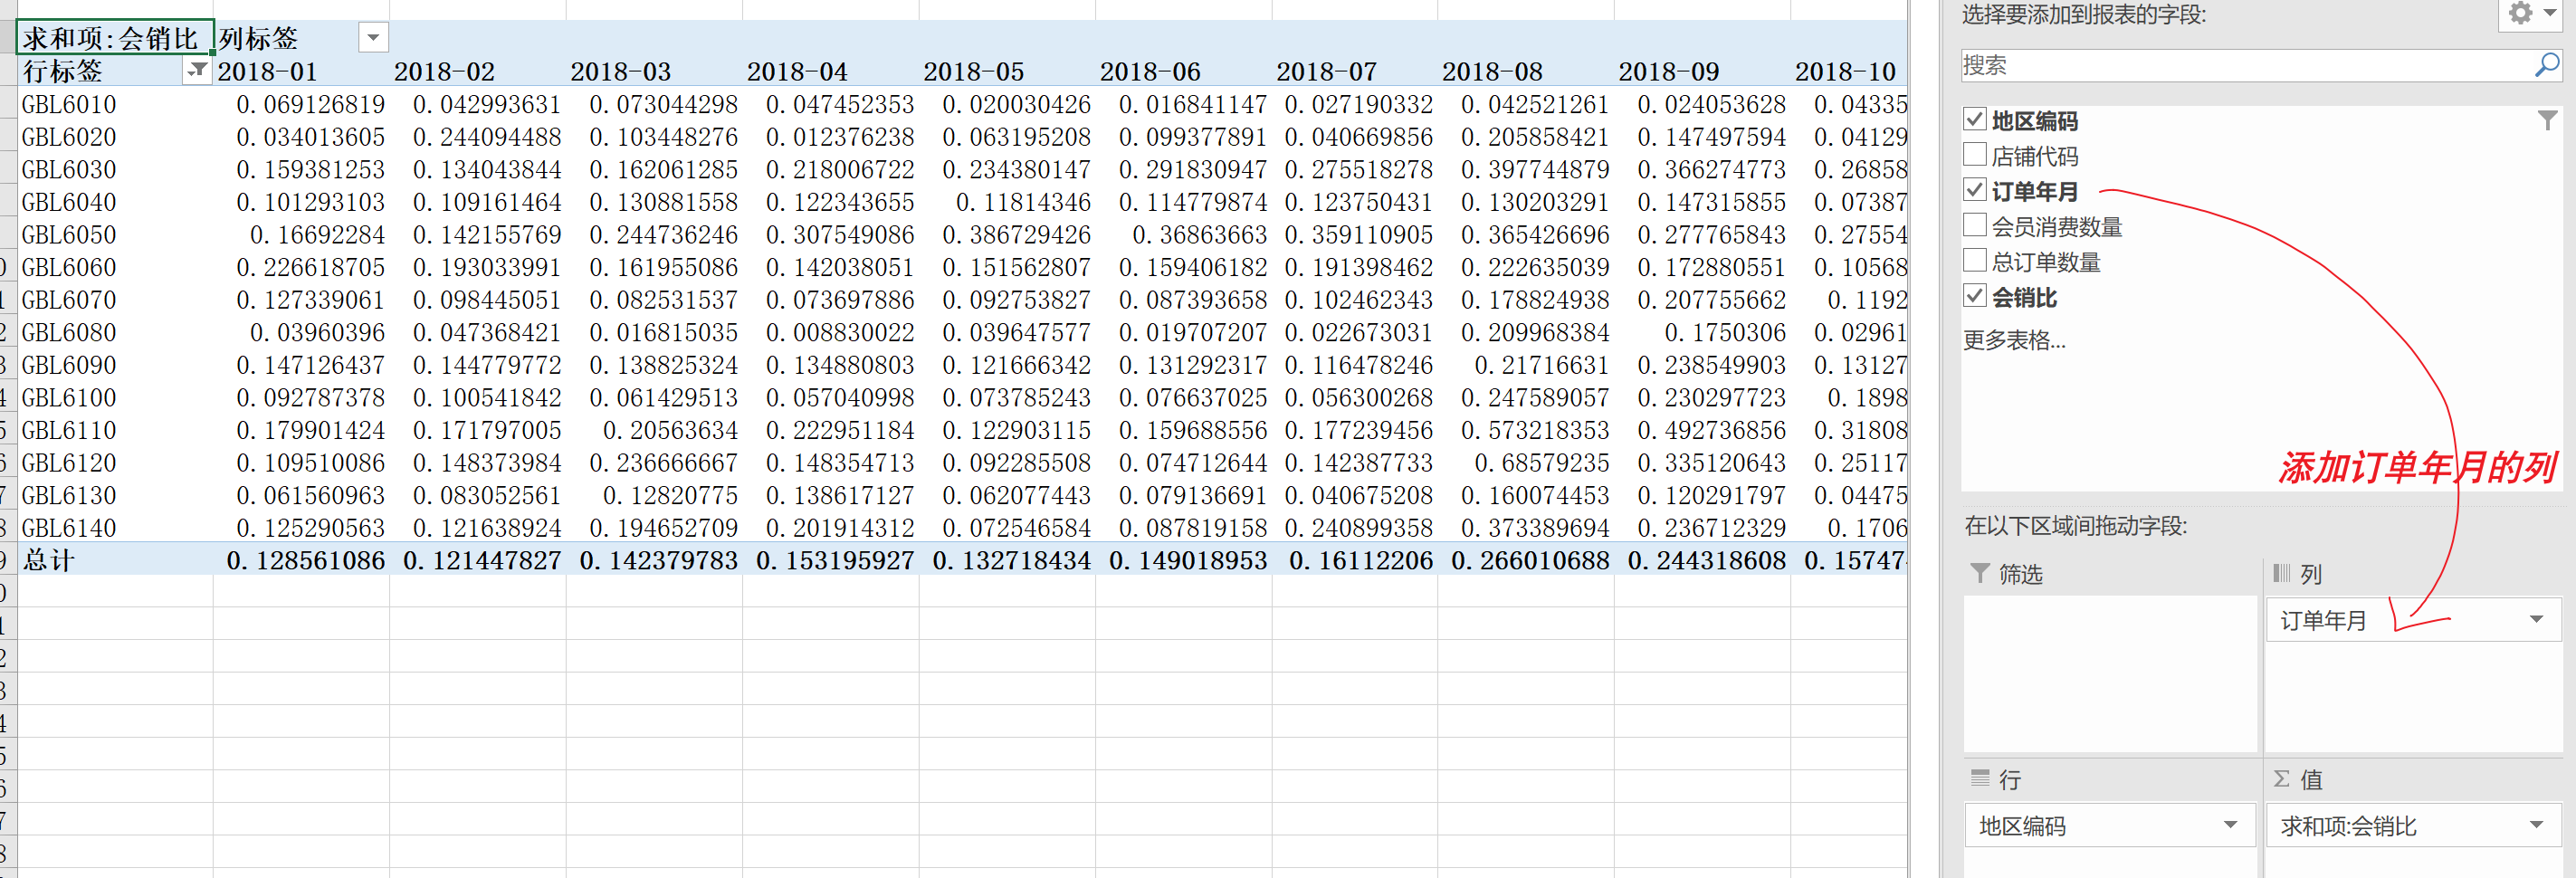 求和项:会销比 列标签
行标签 2018-01 2018-02 2018-03 2018-04 2018-05 2018-06 2018-07 2018-08 2018-09 2018-10
GBL6010 0.069126819 0.042993631 0.073044298 0.047452353 0.020030426 0.016841147 0.027190332 0.042521261 0.024053628 0.04335
GBL6020 0.034013605 0.244094488 0.103448276 0.012376238 0.063195208 0.099377891 0.040669856 0.205858421 0.147497594 0.04129
GBL6030 0.159381253 0.134043844 0.162061285 0.218006722 0.234380147 0.291830947 0.275518278 0.397744879 0.366274773 0.26858
GBL6040 0.101293103 0.109161464 0.130881558 0.122343655 0.11814346 0.114779874 0.123750431 0.130203291 0.147315855 0.07387
GBL6050 0.16692284 0.142155769 0.244736246 0.307549086 0.386729426 0.36863663 0.359110905 0.365426696 0.277765843 0.27554
GBL6060 0.226618705 0.193033991 0.161955086 0.142038051 0.151562807 0.159406182 0.191398462 0.222635039 0.172880551 0.10568
GBL6070 0.127339061 0.098445051 0.082531537 0.073697886 0.092753827 0.087393658 0.102462343 0.178824938 0.207755662 0.1192
GBL6080 0.03960396 0.047368421 0.016815035 0.008830022 0.039647577 0.019707207 0.022673031 0.209968384 0.1750306 0.02961
GBL6090 0.147126437 0.144779772 0.138825324 0.134880803 0.121666342 0.131292317 0.116478246 0.21716631 0.238549903 0.13127
GBL6100 0.092787378 0.100541842 0.061429513 0.057040998 0.073785243 0.076637025 0.056300268 0.247589057 0.230297723 0.1898
GBL6110 0.179901424 0.171797005 0.20563634 0.222951184 0.122903115 0.159688556 0.177239456 0.573218353 0.492736856 0.31808
GBL6120 0.109510086 0.148373984 0.236666667 0.148354713 0.092285508 0.074712644 0.142387733 0.68579235 0.335120643 0.25117
GBL6130 0.061560963 0.083052561 0.12820775 0.138617127 0.062077443 0.079136691 0.040675208 0.160074453 0.120291797 0.04475
GBL6140 0.125290563 0.121638924 0.194652709 0.201914312 0.072546584 0.087819158 0.240899358 0.373389694 0.236712329 0.1706
总计 0.128561086 0.121447827 0.142379783 0.153195927 0.132718434 0.149018953 0.16112206 0.266010688 0.244318608 0.1574
选择要添加到报表的字段:
搜索
地区编码
店铺代码
订单年月
会员消费数量
总订单数量
会销比
更多表格...
添加订单年月的列
在以下区域间拖动字段:
筛选 列
订单年月
行 Σ 值
地区编码 求和项:会销比